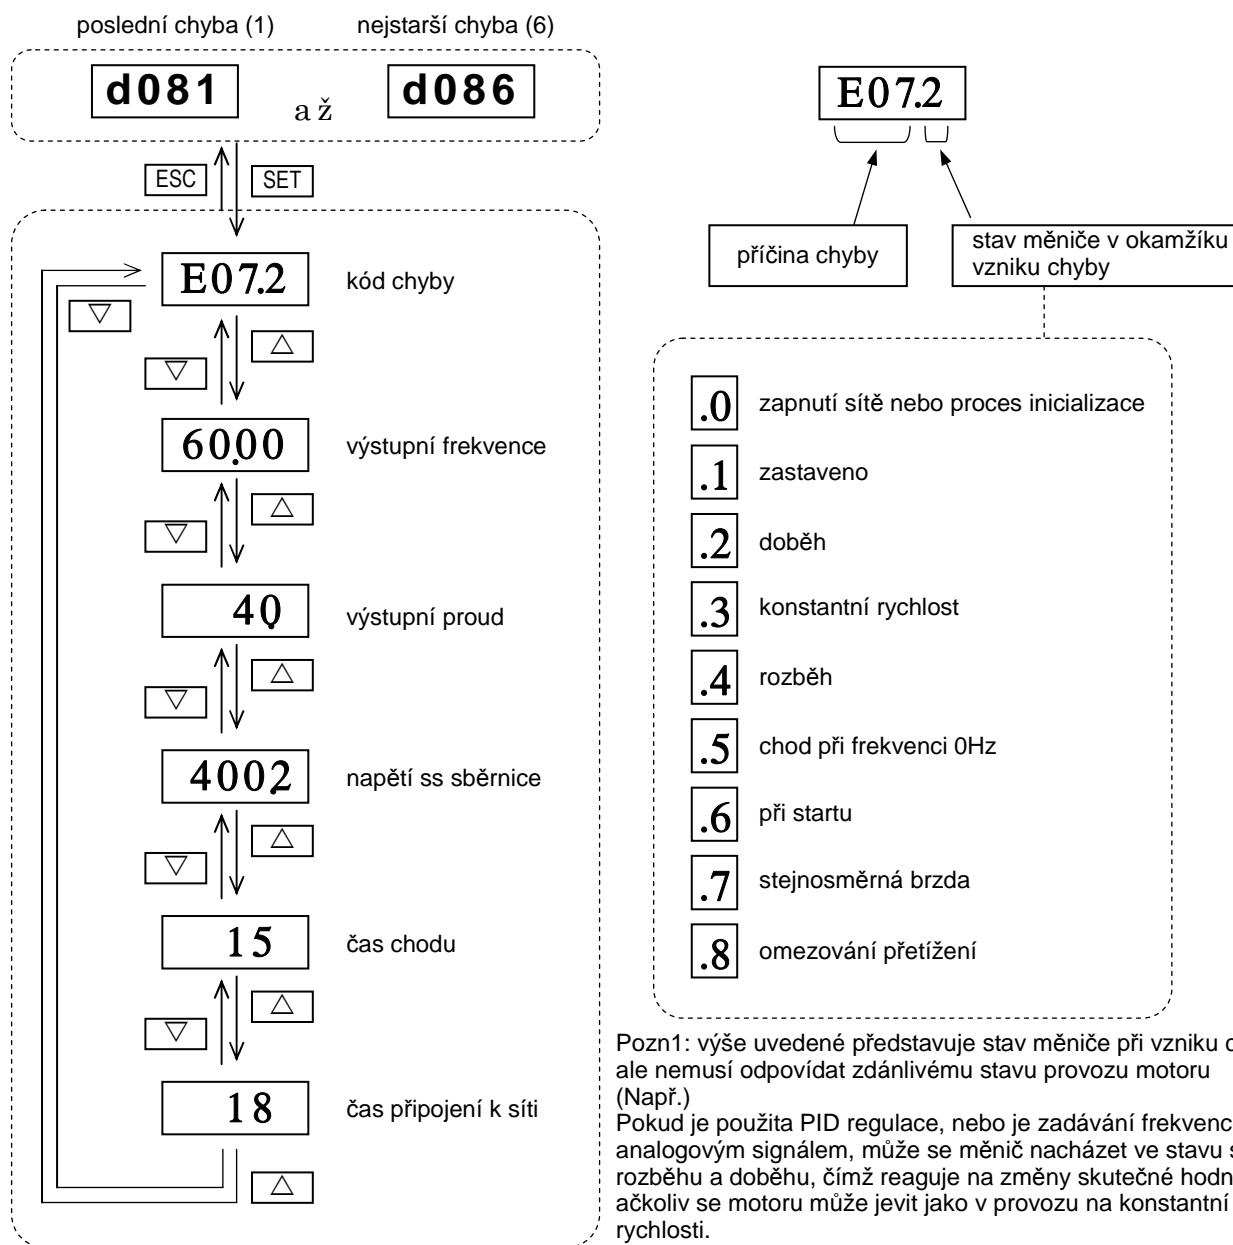 poslední chyba (1)
nejstarší chyba (6)
d081
až
d086
ESC
SET
E07.2
kód chyby
60.00
výstupní frekvence
40.
výstupní proud
400.2
napětí ss sběrnice
15
čas chodu
18
čas připojení k síti
E07.2
příčina chyby
stav měniče v okamžíku
vzniku chyby
.0 zapnutí sítě nebo proces inicializace
.1 zastaveno
.2 doběh
.3 konstantní rychlost
.4 rozběh
.5 chod při frekvenci 0Hz
.6 při startu
.7 stejnosměrná brzda
.8 omezování přetížení
Pozn1: výše uvedené představuje stav měniče při vzniku
ale nemusí odpovídat zdánlivému stavu provozu motoru
(Např.)
Pokud je použita PID regulace, nebo je zadávání frekvenc
analogovým signálem, může se měnič nacházet ve stavu
rozběhu a doběhu, čímž reaguje na změny skutečné hodn
ačkoliv se motoru může jevit jako v provozu na konstantní
rychlosti.